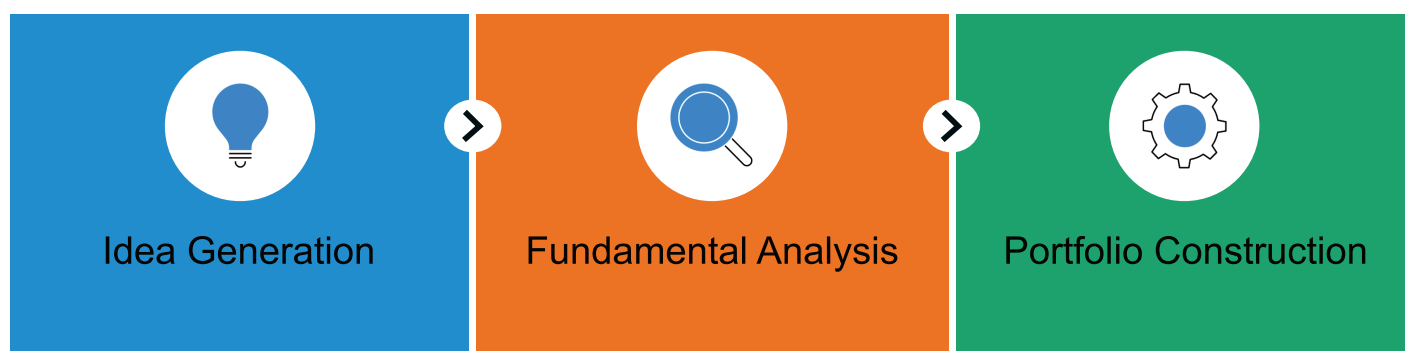 Idea Generation
Fundamental Analysis
Portfolio Construction